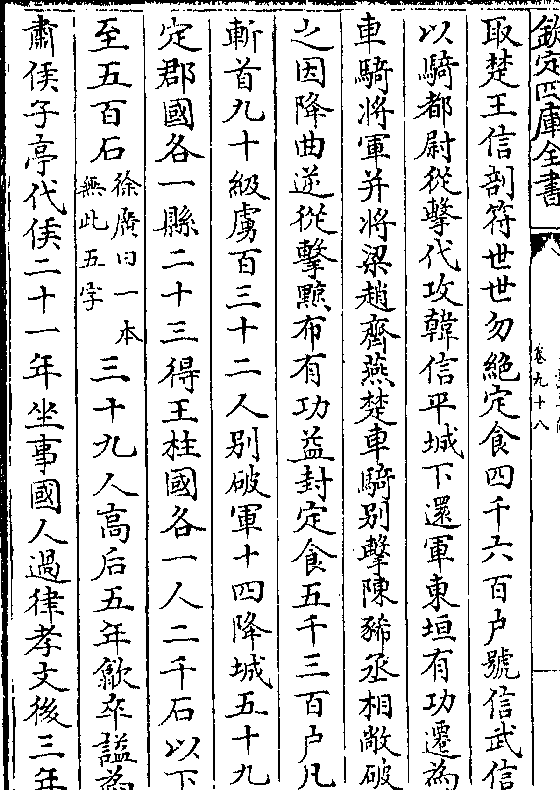 欽定四庫全書
卷九十八
取楚王信剖符世世勿絶定食四千六百户號信武侯
以騎都尉從擊代攻韓信平城下還軍東垣有功遷為
車騎將軍并將梁趙齊燕楚車騎别擊陳豨丞相敞破
之因降曲逆從擊黥布有功益封定食五千三百户凡
斬首九十級虜百三十二人别破軍十四降城五十九
定郡國各一縣二十三得王柱國各一人二千石以下
至五百石徐廣曰一本無此五字三十九人高后五年歙卒諡為
肅侯子亭代侯二十一年坐事國人過律孝文後三年